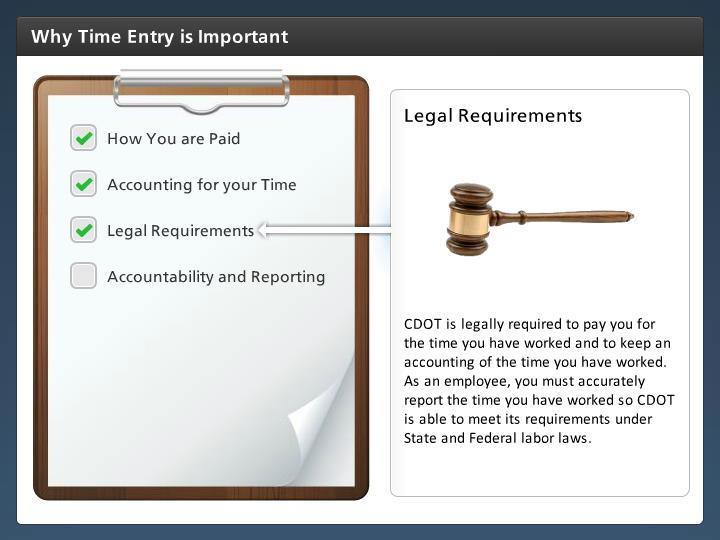 Why Time Entry is Important
How You are Paid
Accounting for your Time
Legal Requirements
Accountability and Reporting
Legal Requirements
CDOT is legally required to pay you for
the time you have worked and to keep an
accounting of the time you have worked.
As an employee, you must accurately
report the time you have worked so CDOT
is able to meet its requirements under
State and Federal labor laws.